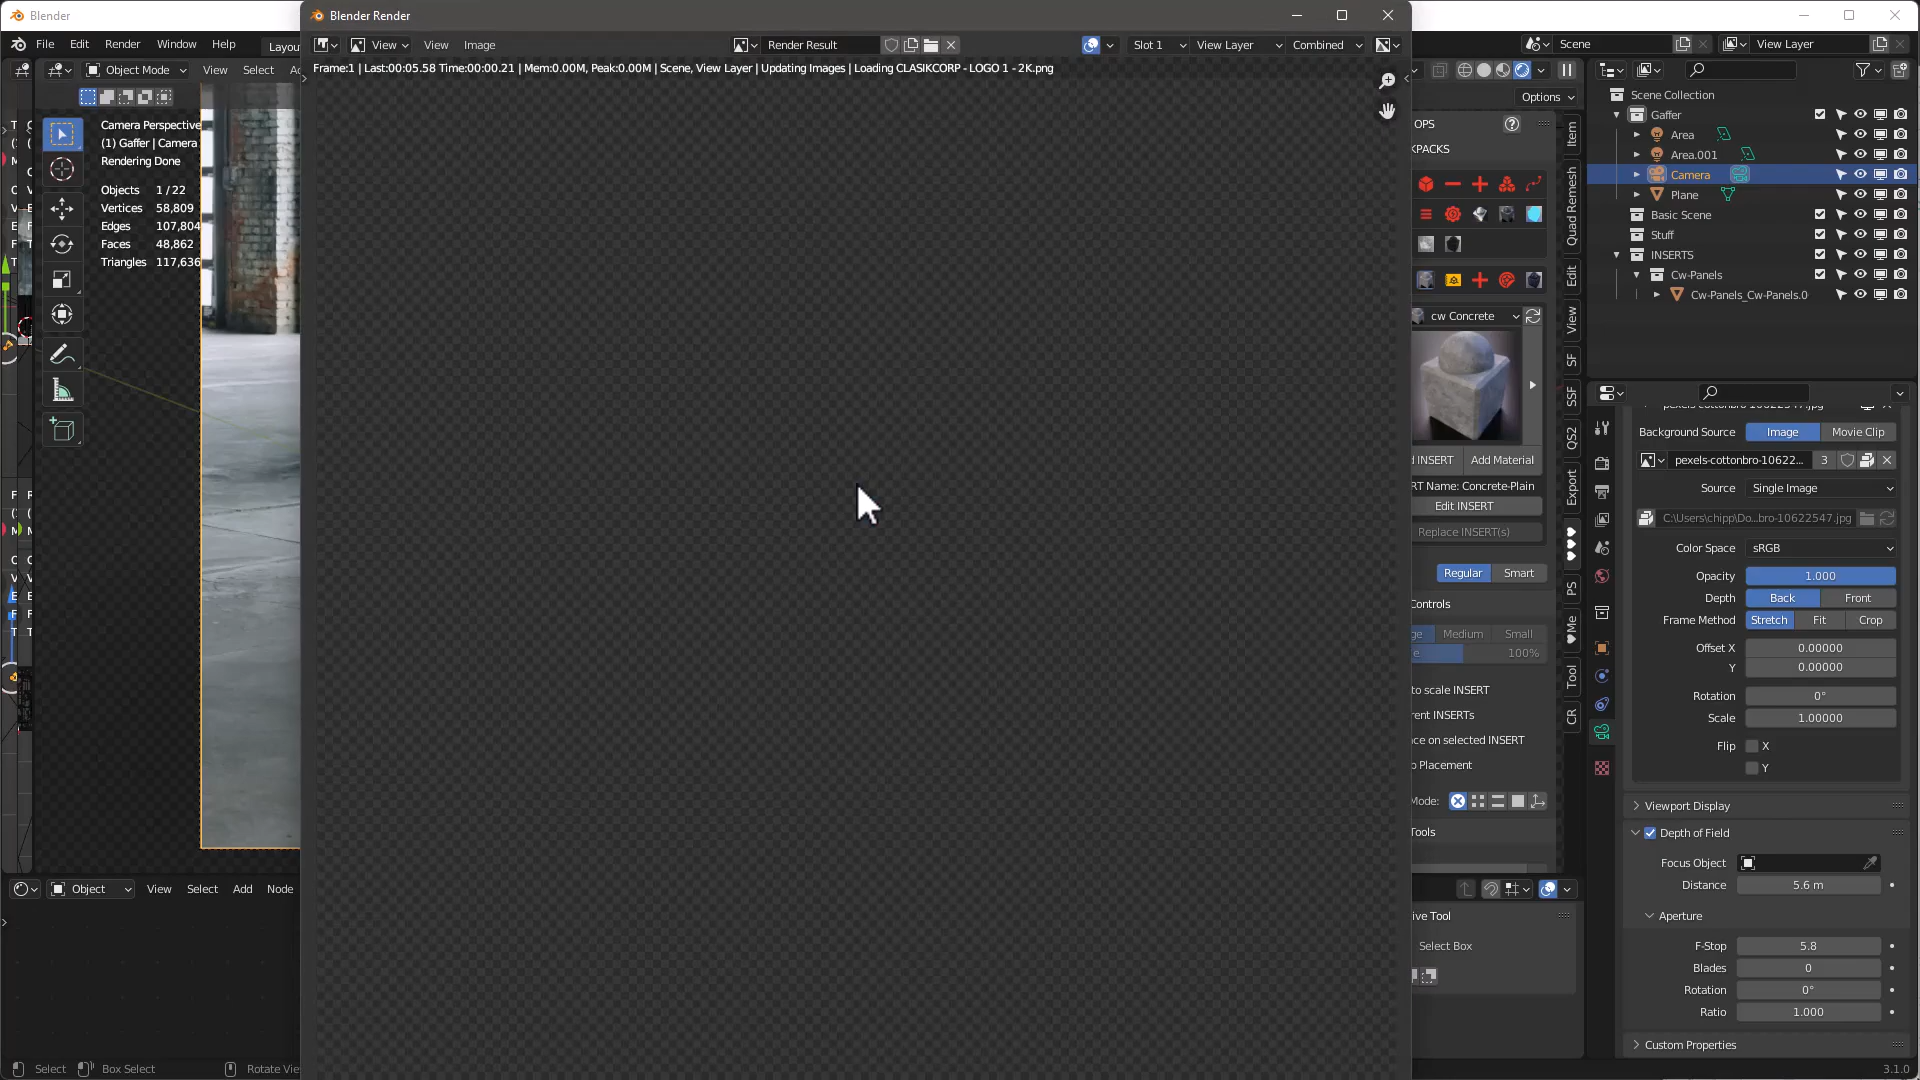 Blender
Blender Render
File Edit Render Window Help Layou
View View Image Render Result Slot 1 View Layer Combined
Scene View Layer
Frame:1 | Last:00:05.58 Time:00:00.21 | Mem:0.00M, Peak:0.00M | Scene, View Layer | Updating Images | Loading CLASIKCORP - LOGO 1 - 2K.png
Object Mode View Select
Options
Camera Perspective
(1) Gaffer | Camera
Rendering Done
Objects 1 / 22
Vertices 58,809
Edges 107,804
Faces 48,862
Triangles 117,636
OPS
KPACKS
cw Concrete
d INSERT Add Material
RT Name: Concrete-Plain
Edit INSERT
Replace INSERT(s)
Regular Smart
Controls
ge Medium Small
e 100%
to scale INSERT
rent INSERTs
ce on selected INSERT
o Placement
Mode:
Tools
Item
Quad Remesh
Edit
View
SF
SSF
QS2
Export
PS
♥Me
Tool
CR
Scene Collection
Gaffer
Area
Area.001
Camera
Plane
Basic Scene
Stuff
INSERTS
Cw-Panels
Cw-Panels_Cw-Panels.0
pexels-cottonbro-10622547.jpg
Background Source Image Movie Clip
pexels-cottonbro-10622... 3
Source Single Image
C:\Users\chipp\Do...bro-10622547.jpg
Color Space sRGB
Opacity 1.000
Depth Back Front
Frame Method Stretch Fit Crop
Offset X 0.00000
Y 0.00000
Rotation 0°
Scale 1.00000
Flip X
Y
Viewport Display
Depth of Field
Focus Object
Distance 5.6 m
Aperture
F-Stop 5.8
Blades 0
Rotation 0°
Ratio 1.000
Custom Properties
Object View Select Add Node
ive Tool
Select Box
Select Box Select Rotate Vie
3.1.0